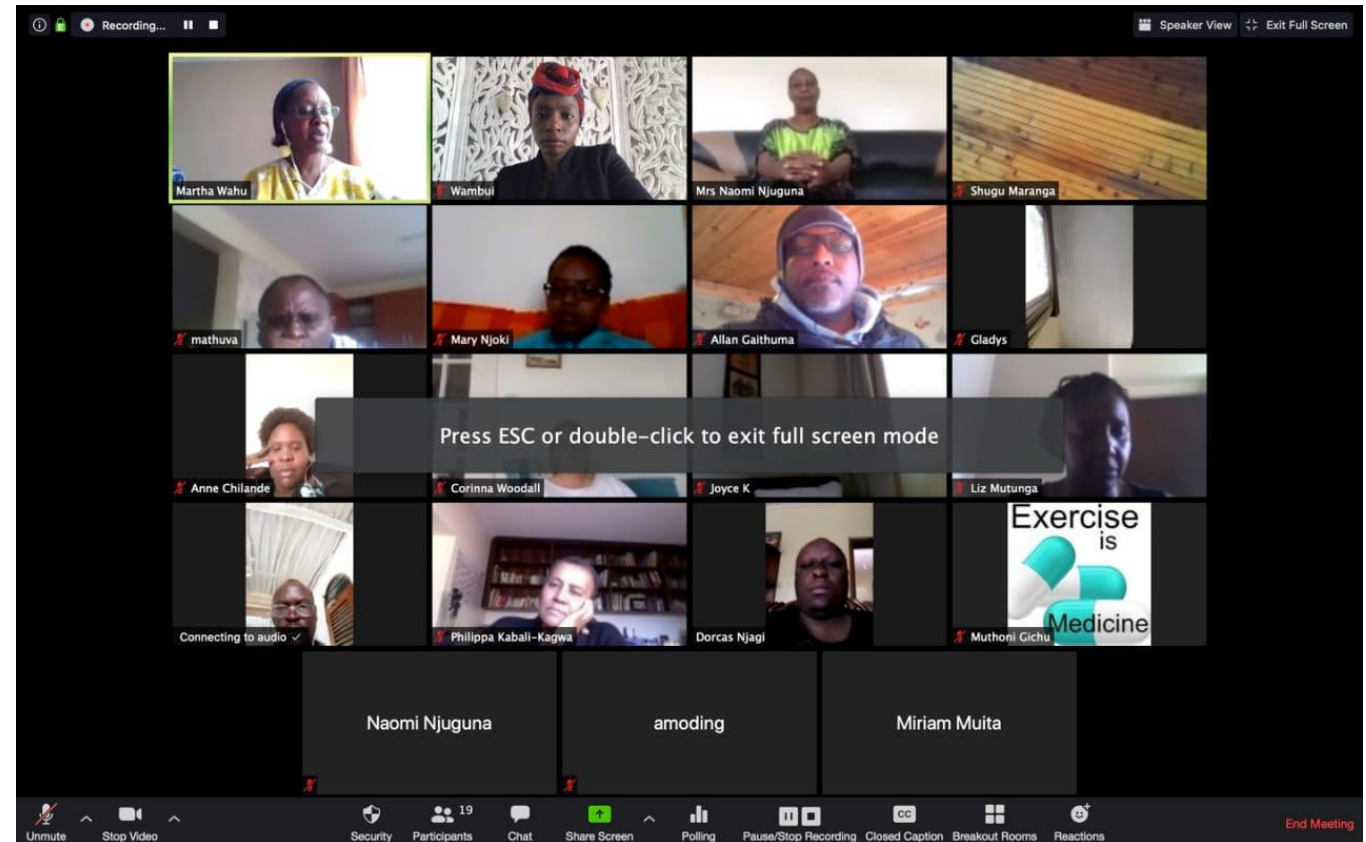 Recording...
Speaker View
Exit Full Screen
Martha Wahu
Wambui
Mrs Naomi Njuguna
Shugu Maranga
mathuva
Mary Njoki
Allan Gaithuma
Gladys
Press ESC or double-click to exit full screen mode
Anne Chilande
Corinna Woodall
Joyce K
Liz Mutunga
Exercise
is
Medicine
Connecting to audio
Philippa Kabali-Kagwa
Dorcas Njagi
Muthoni Gichu
Naomi Njuguna
amoding
Miriam Muita
19
Unmute
Stop Video
Security
Participants
Chat
Share Screen
Polling
Pause/Stop Recording
CC
Closed Caption
Breakout Rooms
Reactions
End Meeting